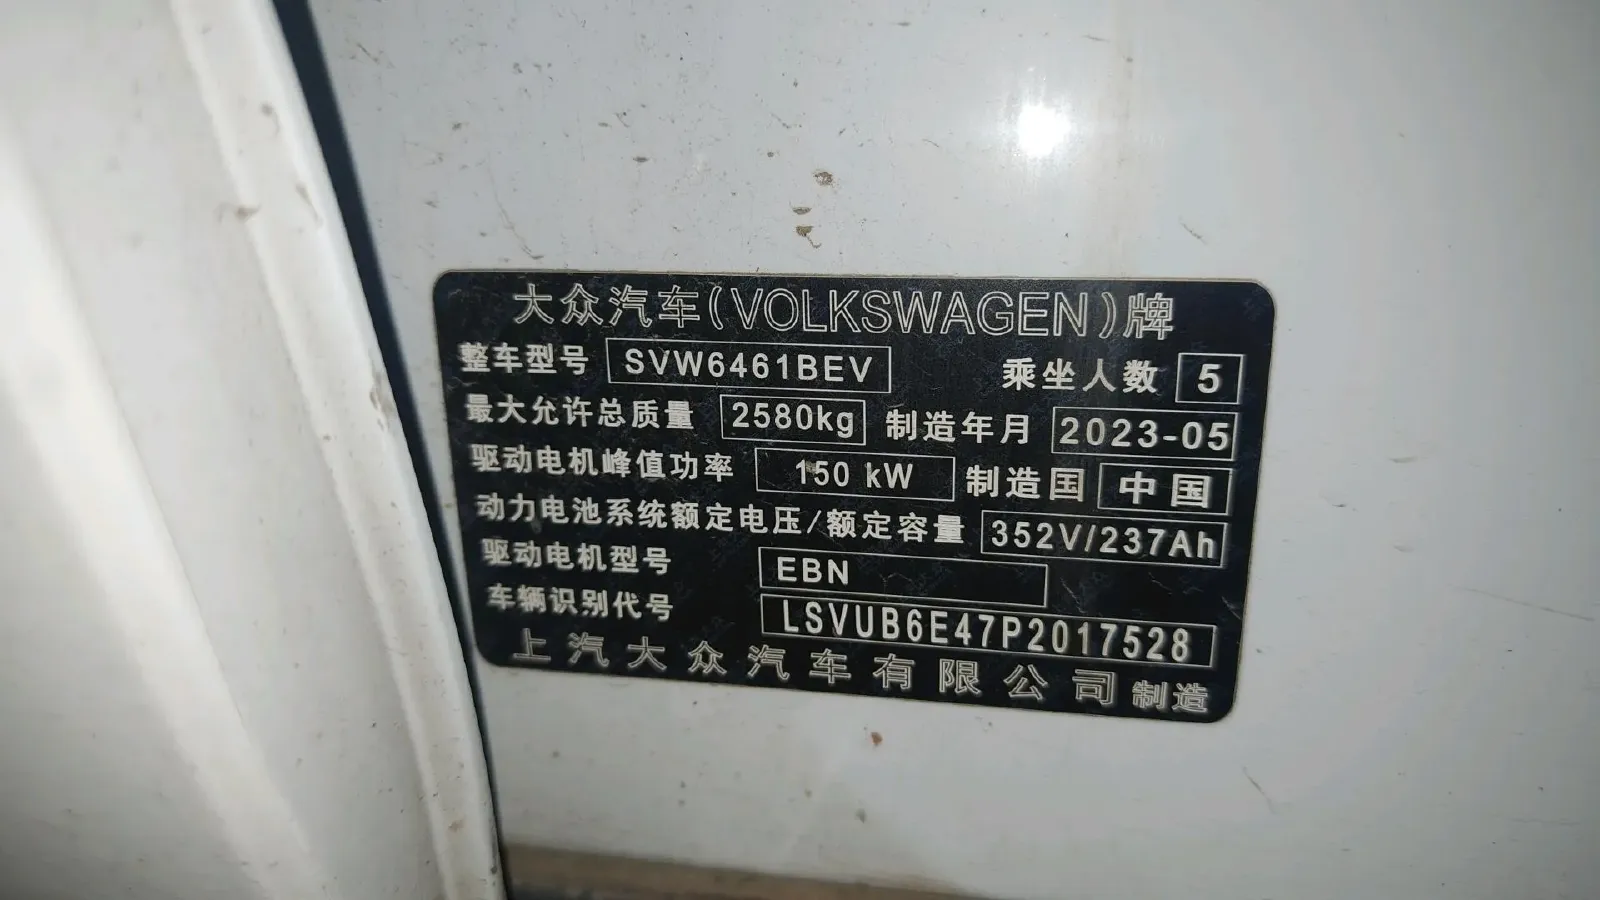 大众汽车(VOLKSWAGEN)牌
整车型号 SVW6461BEV 乘坐人数 5
最大允许总质量 2580kg 制造年月 2023-05
驱动电机峰值功率 150 kW 制造国 中国
动力电池系统额定电压/额定容量 352V/237Ah
驱动电机型号 EBN
车辆识别代号 LSVUB6E47P2017528
上汽大众汽车有限公司制造